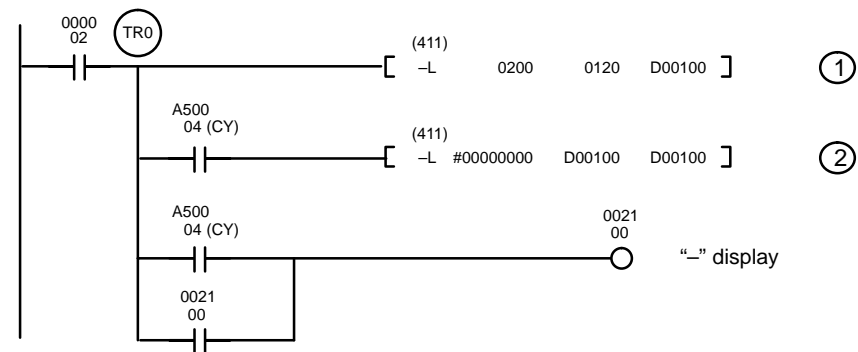 0000
02
TR0
(411)
–L 0200 0120 D00100
1
A500
04 (CY)
(411)
–L #00000000 D00100 D00100
2
A500
04 (CY)
0021
00
“–” display
0021
00